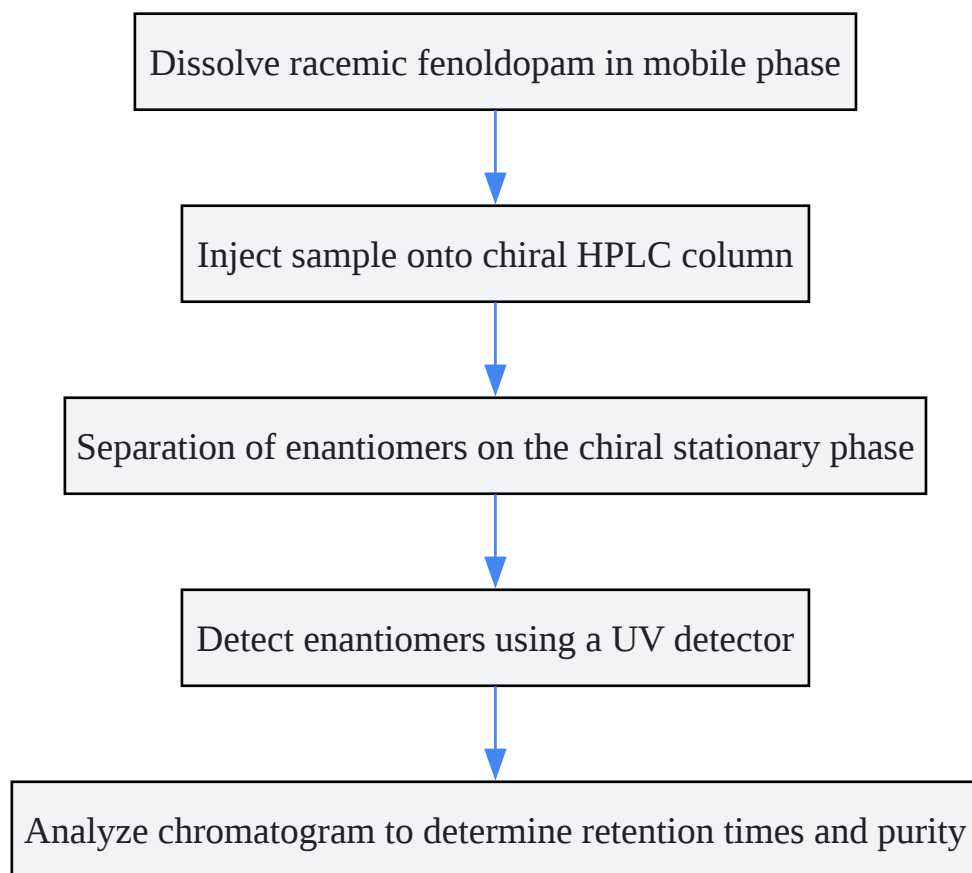 Dissolve racemic fenoldopam in mobile phase
Inject sample onto chiral HPLC column
Separation of enantiomers on the chiral stationary phase
Detect enantiomers using a UV detector
Analyze chromatogram to determine retention times and purity